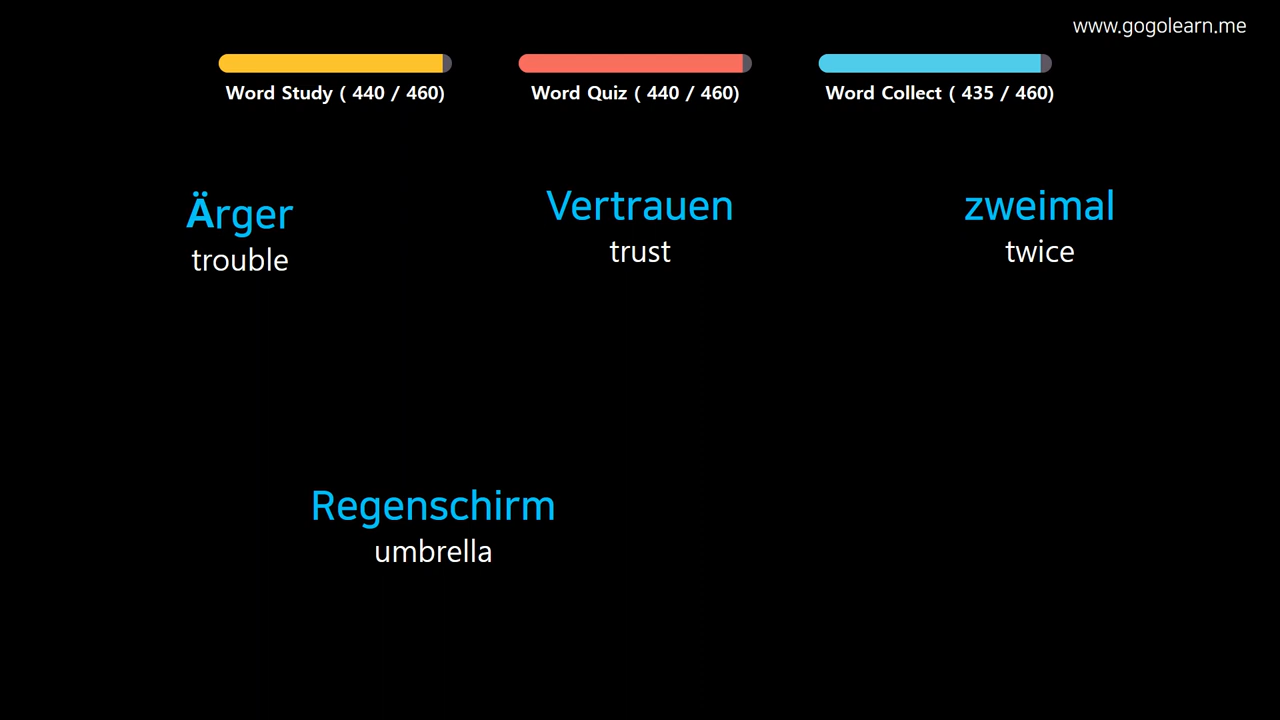 www.gogolearn.me
Word Study ( 440 / 460)
Word Quiz ( 440 / 460)
Word Collect ( 435 / 460)
Ärger
trouble
Vertrauen
trust
zweimal
twice
Regenschirm
umbrella